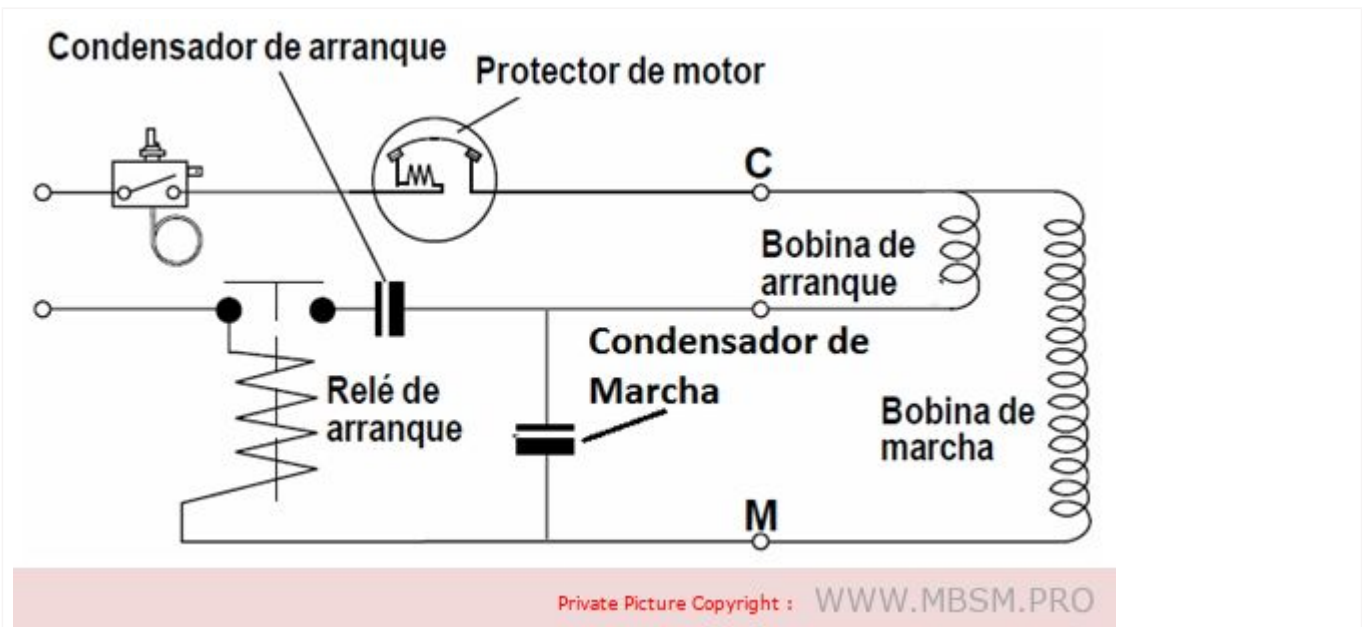 Condensador de arranque
Protector de motor
C
Bobina de
arranque
Condensador de
Marcha
Relé de
arranque
Bobina de
marcha
M
Private Picture Copyright : WWW.MBSM.PRO